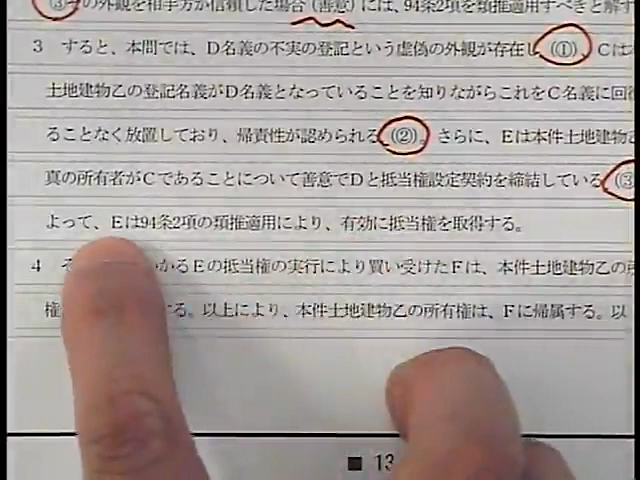 ③ の外観を相手方が信頼した場合（善意）には、94条2項を類推適用すべきと解す
3 すると、本問では、D名義の不実の登記という虚偽の外観が存在し（①）Cは
土地建物乙の登記名義がD名義となっていることを知りながらこれをC名義に回復
ることなく放置しており、帰責性が認められる（②）。さらに、Eは本件土地建物
真の所有者がCであることについて善意でDと抵当権設定契約を締結している（③
よって、Eは94条2項の類推適用により、有効に抵当権を取得する。
4 そ かかるEの抵当権の実行により買い受けたFは、本件土地建物乙の所
権 する。以上により、本件土地建物乙の所有権は、Fに帰属する。以
■ 13